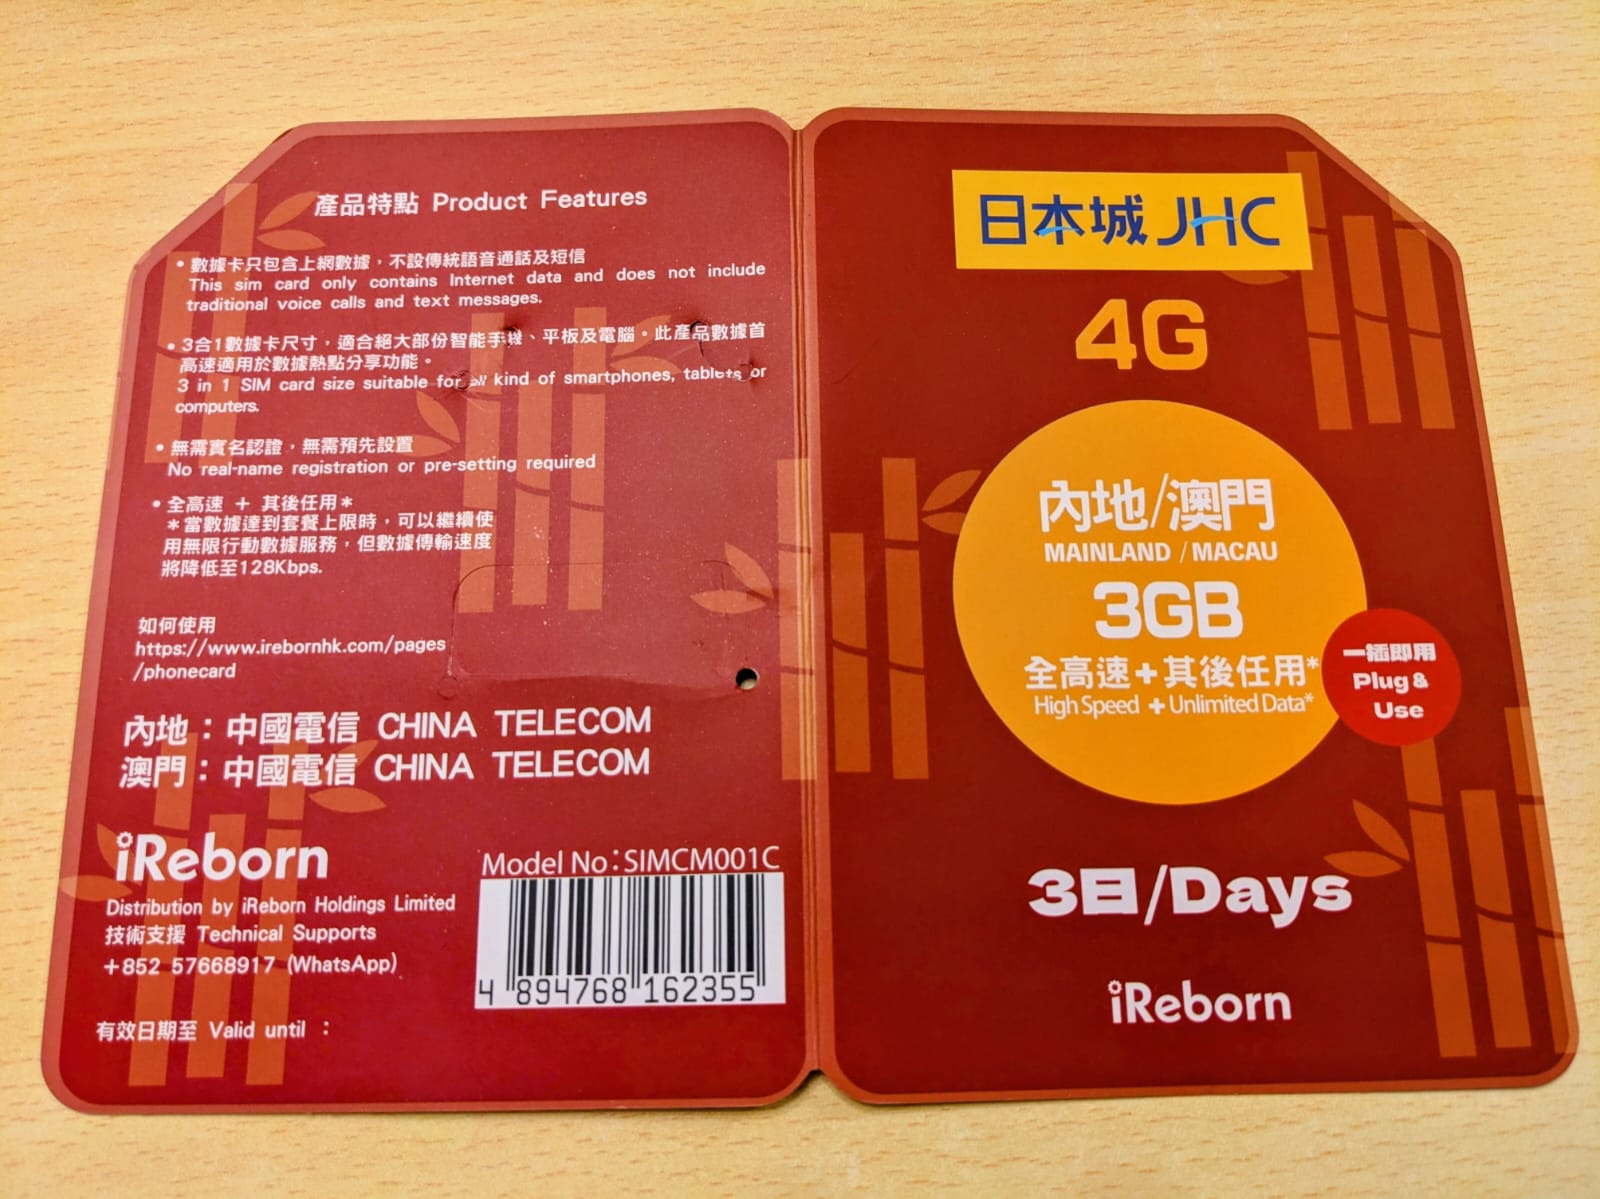 產品特點 Product Features
• 數據卡只包含上網數據，不設傳統語音通話及短信
This sim card only contains Internet data and does not include
traditional voice calls and text messages.
• 3合1數據卡尺寸，適合絕大部份智能手機、平板及電腦。此產品數據首
高速適用於數據熱點分享功能。
3 in 1 SIM card size suitable for all kind of smartphones, tablets or
computers.
• 無需實名認證，無需預先設置
No real-name registration or pre-setting required
• 全高速 + 其後任用*
*當數據達到套餐上限時，可以繼續使
用無限行動數據服務，但數據傳輸速度
將降低至128Kbps.
如何使用
https://www.irebornhk.com/pages
/phonecard
內地：中國電信 CHINA TELECOM
澳門：中國電信 CHINA TELECOM
iReborn
Distribution by iReborn Holdings Limited
技術支援 Technical Supports
+852 57668917 (WhatsApp)
有效日期至 Valid until :
Model No:SIMCM001C
4 894768 162355
日本城 JHC
4G
內地/澳門
MAINLAND / MACAU
3GB
全高速+其後任用*
High Speed + Unlimited Data*
一插即用
Plug &
Use
3日/Days
iReborn